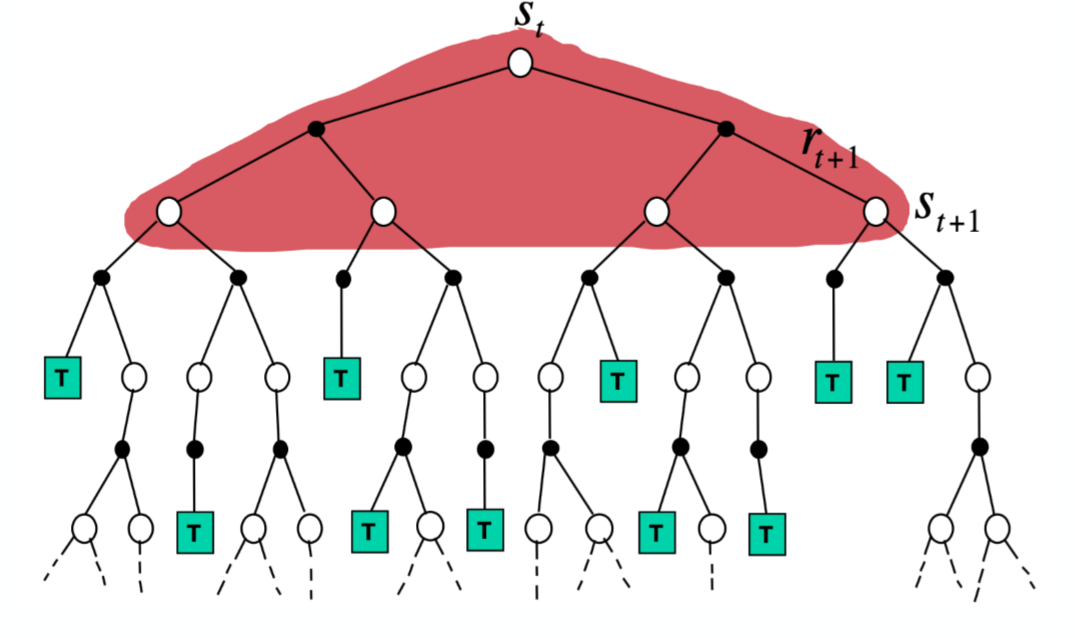 s_t
r_{t+1}
s_{t+1}
T T T T T
T T T T T T